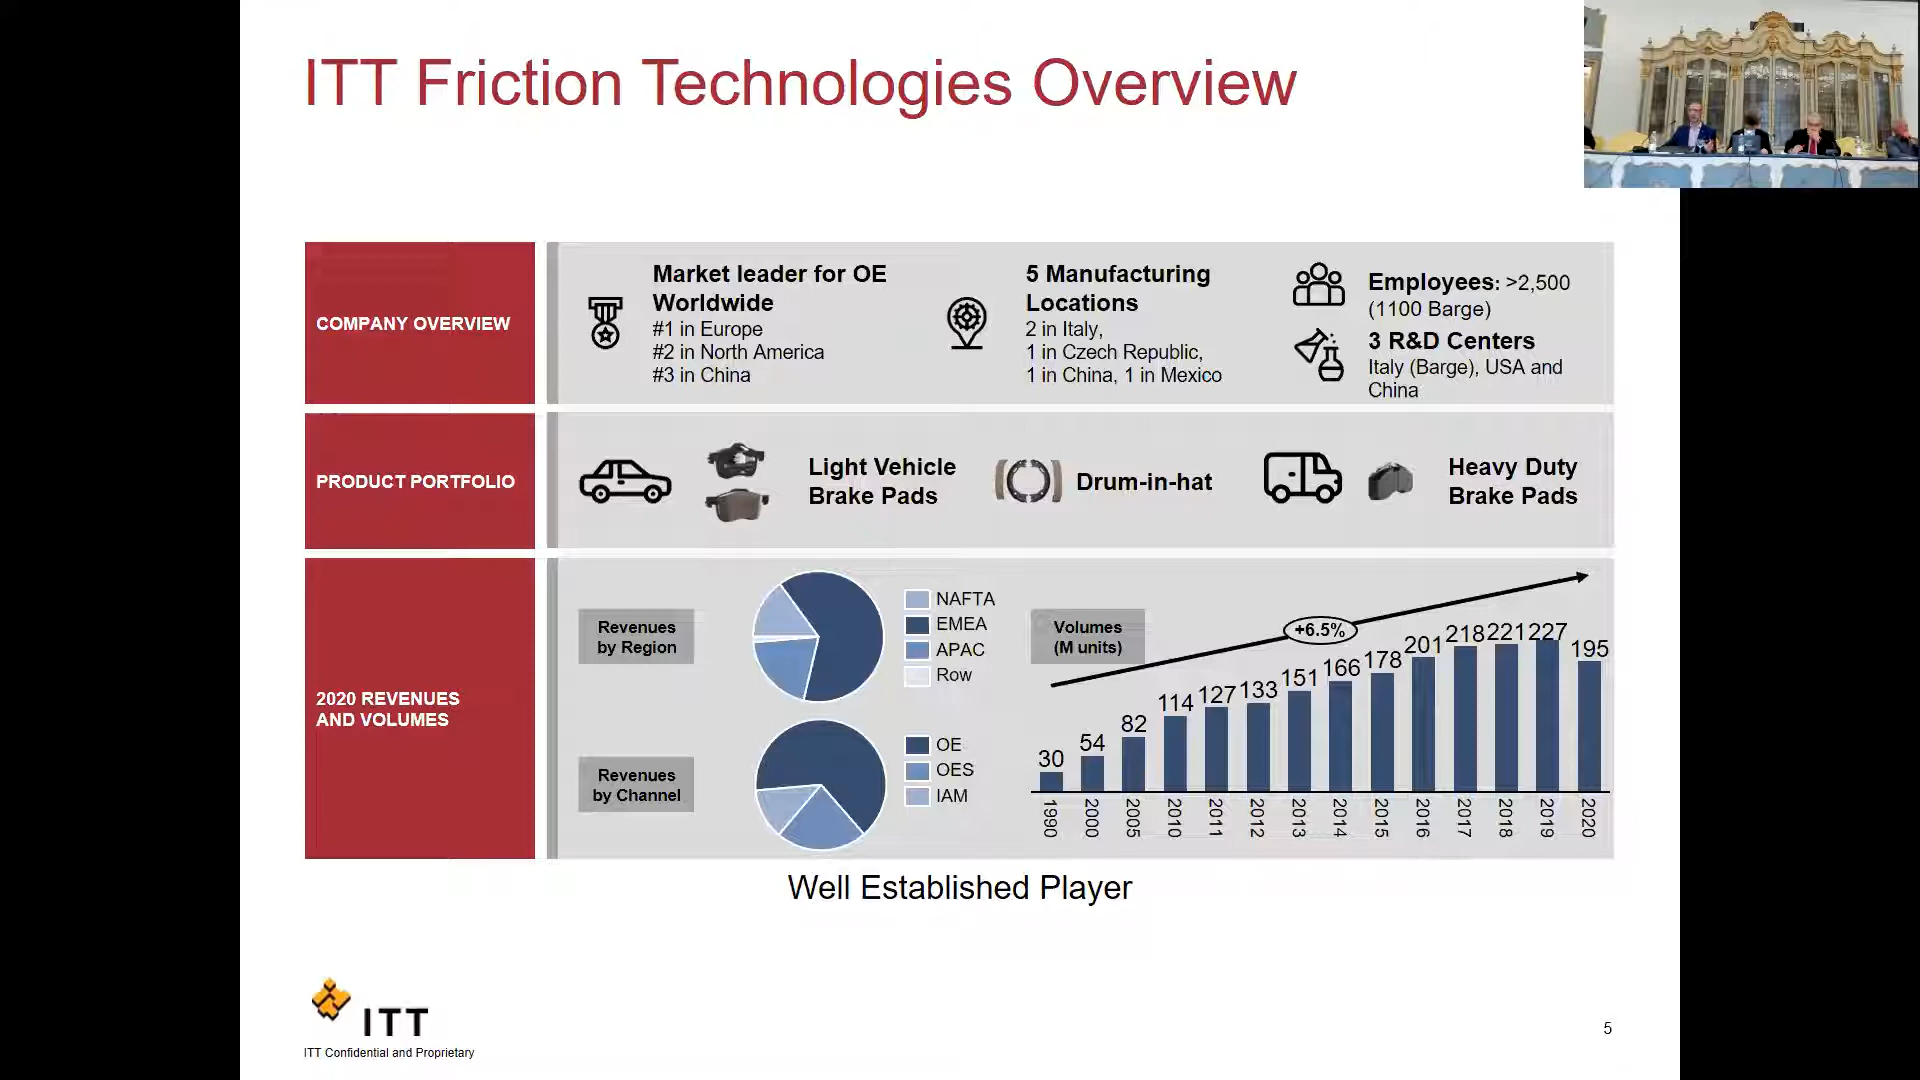 ITT Friction Technologies Overview
COMPANY OVERVIEW
Market leader for OE
Worldwide
#1 in Europe
#2 in North America
#3 in China
5 Manufacturing
Locations
2 in Italy,
1 in Czech Republic,
1 in China, 1 in Mexico
Employees: >2,500
(1100 Barge)
3 R&D Centers
Italy (Barge), USA and
China
PRODUCT PORTFOLIO
Light Vehicle
Brake Pads
Drum-in-hat
Heavy Duty
Brake Pads
2020 REVENUES
AND VOLUMES
Revenues
by Region
NAFTA
EMEA
APAC
Row
Revenues
by Channel
OE
OES
IAM
Volumes
(M units)
+6.5%
30 54 82 114 127 133 151 166 178 201 218 221 227 195
1990 2000 2005 2010 2011 2012 2013 2014 2015 2016 2017 2018 2019 2020
Well Established Player
ITT
ITT Confidential and Proprietary
5